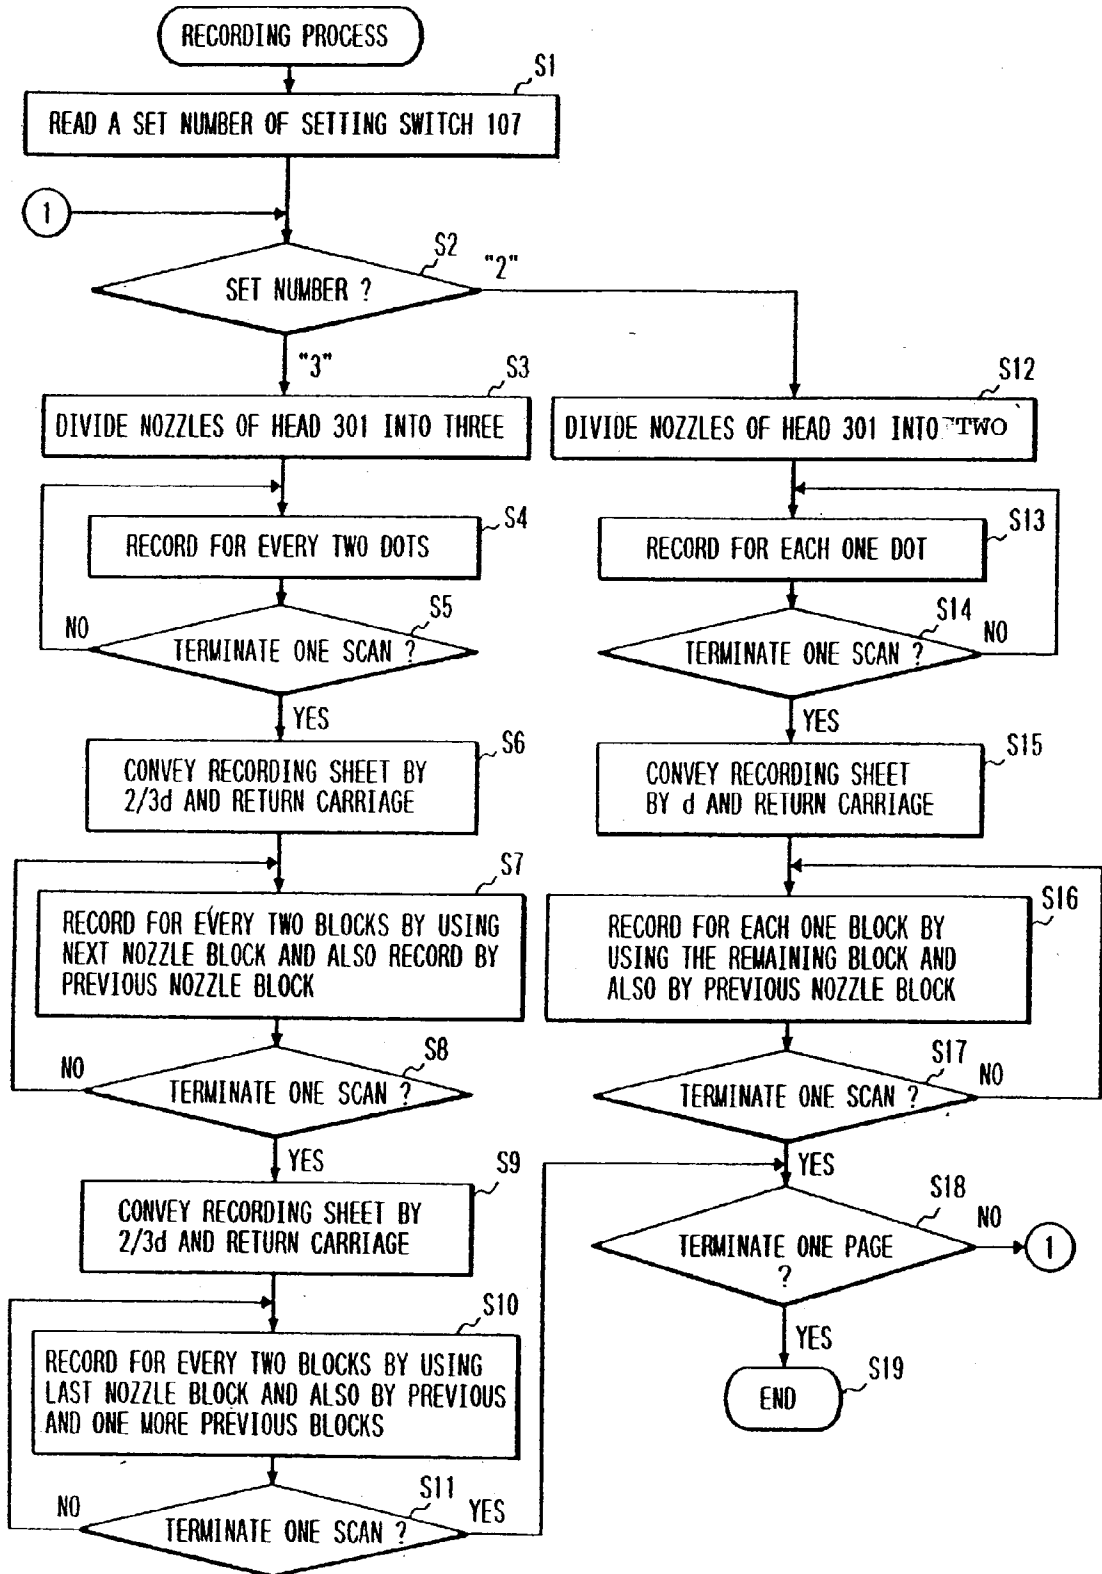 RECORDING PROCESS
S1
READ A SET NUMBER OF SETTING SWITCH 107
1
S2
SET NUMBER ?
"2"
"3"
S3
DIVIDE NOZZLES OF HEAD 301 INTO THREE
S4
RECORD FOR EVERY TWO DOTS
S5
NO
TERMINATE ONE SCAN ?
YES
S6
CONVEY RECORDING SHEET BY
2/3d AND RETURN CARRIAGE
S7
RECORD FOR EVERY TWO BLOCKS BY USING
NEXT NOZZLE BLOCK AND ALSO RECORD BY
PREVIOUS NOZZLE BLOCK
S8
NO
TERMINATE ONE SCAN ?
YES
S9
CONVEY RECORDING SHEET BY
2/3d AND RETURN CARRIAGE
S10
RECORD FOR EVERY TWO BLOCKS BY USING
LAST NOZZLE BLOCK AND ALSO BY PREVIOUS
AND ONE MORE PREVIOUS BLOCKS
S11
NO
YES
TERMINATE ONE SCAN ?
S12
DIVIDE NOZZLES OF HEAD 301 INTO TWO
S13
RECORD FOR EACH ONE DOT
S14
NO
TERMINATE ONE SCAN ?
YES
S15
CONVEY RECORDING SHEET
BY d AND RETURN CARRIAGE
S16
RECORD FOR EACH ONE BLOCK BY
USING THE REMAINING BLOCK AND
ALSO BY PREVIOUS NOZZLE BLOCK
S17
NO
TERMINATE ONE SCAN ?
YES
S18
NO
TERMINATE ONE PAGE
?
1
YES
S19
END